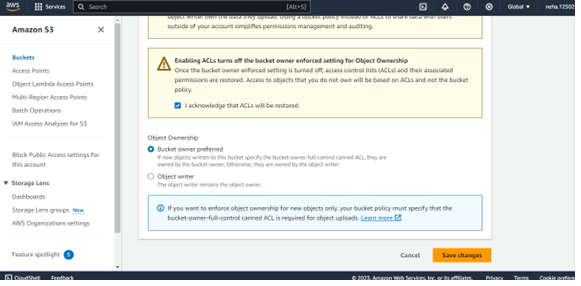 aws
Services
Search
[Alt+S]
Global
neha.12502
Amazon S3
Buckets
Access Points
Object Lambda Access Points
Multi-Region Access Points
Batch Operations
IAM Access Analyzer for S3
Block Public Access settings for
this account
Storage Lens
Dashboards
Storage Lens groups New
AWS Organizations settings
Feature spotlight 3
object writer own the data they upload. Using a bucket policy instead of ACLs to share data with users
outside of your account simplifies permissions management and auditing.
Enabling ACLs turns off the bucket owner enforced setting for Object Ownership
Once the bucket owner enforced setting is turned off, access control lists (ACLs) and their associated
permissions are restored. Access to objects that you do not own will be based on ACLs and not the bucket
policy.
I acknowledge that ACLs will be restored.
Object Ownership
Bucket owner preferred
If new objects written to this bucket specify the bucket-owner-full-control canned ACL, they are
owned by the bucket owner. Otherwise, they are owned by the object writer.
Object writer
The object writer remains the object owner.
If you want to enforce object ownership for new objects only, your bucket policy must specify that the
bucket-owner-full-control canned ACL is required for object uploads. Learn more
Cancel
Save changes
CloudShell
Feedback
© 2023, Amazon Web Services, Inc. or its affiliates.
Privacy
Terms
Cookie prefere